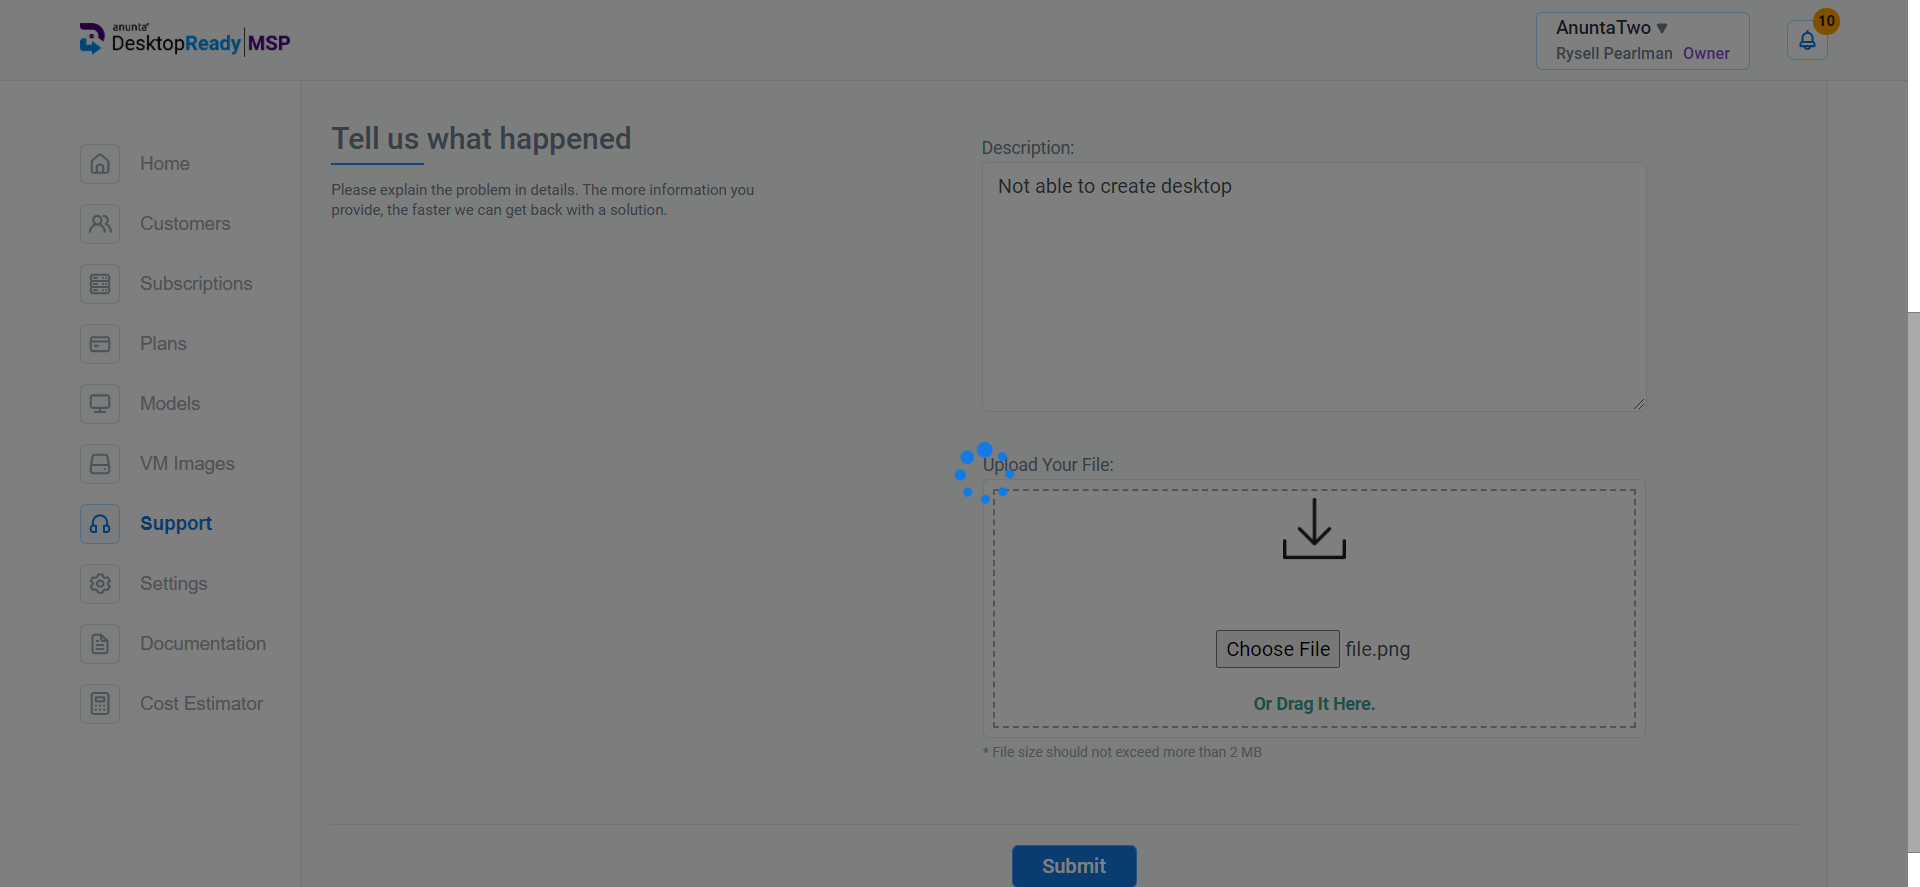 anunta
DesktopReady MSP
AnuntaTwo
Rysell Pearlman Owner
10
Home
Customers
Subscriptions
Plans
Models
VM Images
Support
Settings
Documentation
Cost Estimator
Tell us what happened
Please explain the problem in details. The more information you
provide, the faster we can get back with a solution.
Description:
Not able to create desktop
Upload Your File:
Choose File file.png
Or Drag It Here.
* File size should not exceed more than 2 MB
Submit